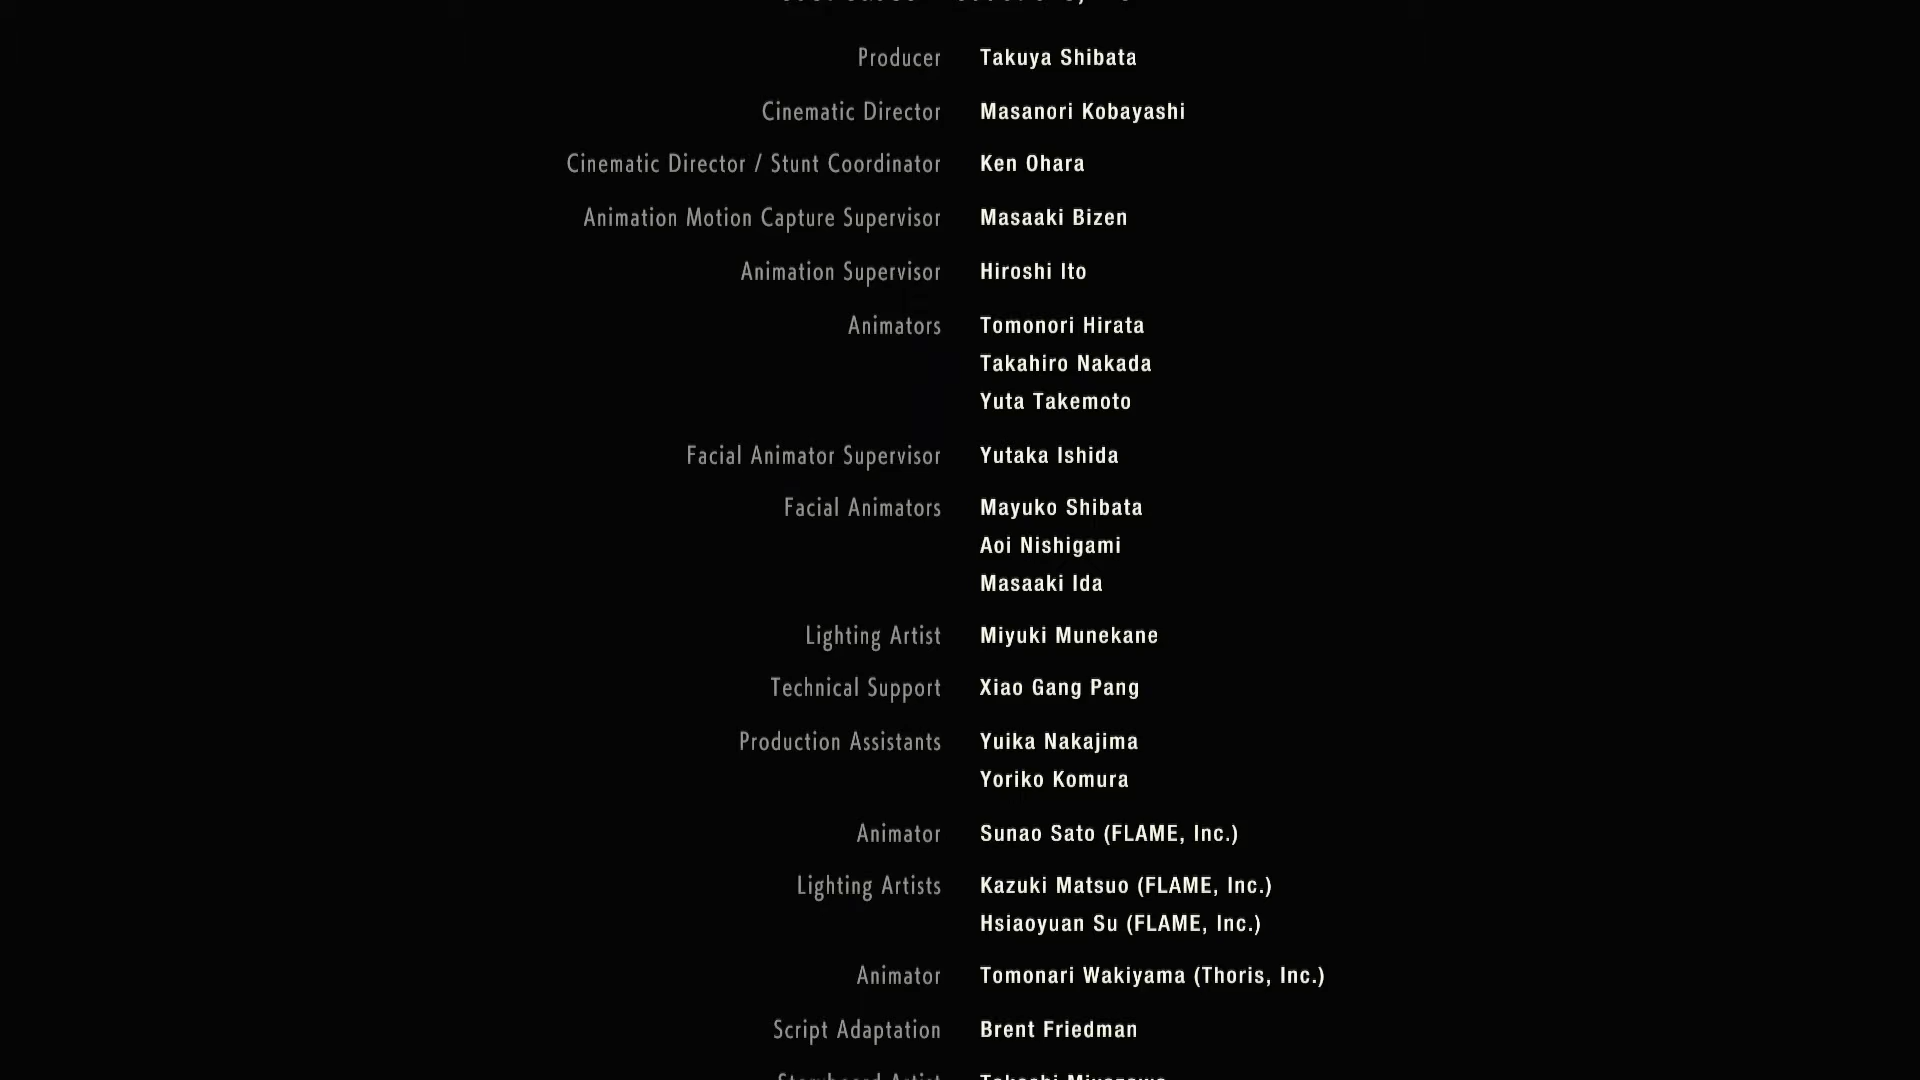 Producer Takuya Shibata
Cinematic Director Masanori Kobayashi
Cinematic Director / Stunt Coordinator Ken Ohara
Animation Motion Capture Supervisor Masaaki Bizen
Animation Supervisor Hiroshi Ito
Animators Tomonori Hirata
Takahiro Nakada
Yuta Takemoto
Facial Animator Supervisor Yutaka Ishida
Facial Animators Mayuko Shibata
Aoi Nishigami
Masaaki Ida
Lighting Artist Miyuki Munekane
Technical Support Xiao Gang Pang
Production Assistants Yuika Nakajima
Yoriko Komura
Animator Sunao Sato (FLAME, Inc.)
Lighting Artists Kazuki Matsuo (FLAME, Inc.)
Hsiaoyuan Su (FLAME, Inc.)
Animator Tomonari Wakiyama (Thoris, Inc.)
Script Adaptation Brent Friedman
Storyboard Artist